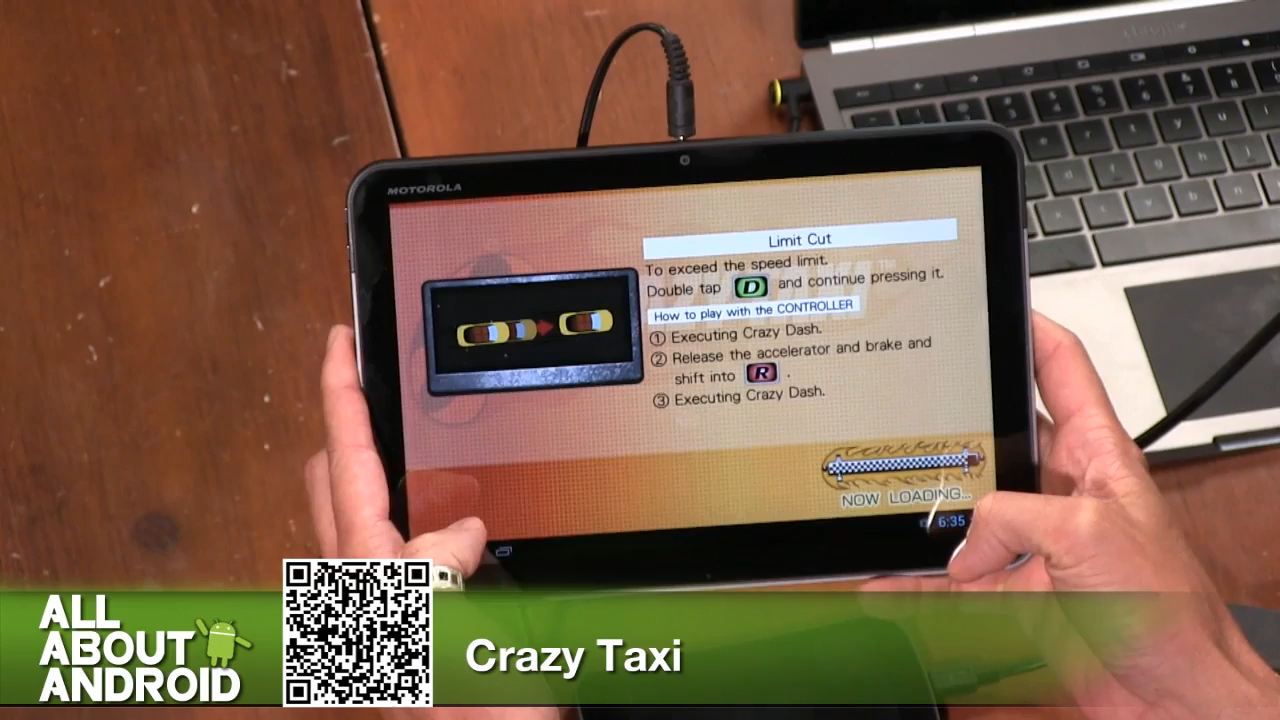 chrome
MOTOROLA
Limit Cut
To exceed the speed limit.
Double tap D and continue pressing it.
How to play with the CONTROLLER
① Executing Crazy Dash.
② Release the accelerator and brake and
shift into R .
③ Executing Crazy Dash.
NOW LOADING...
6:35
ALL
ABOUT
ANDROID
Crazy Taxi